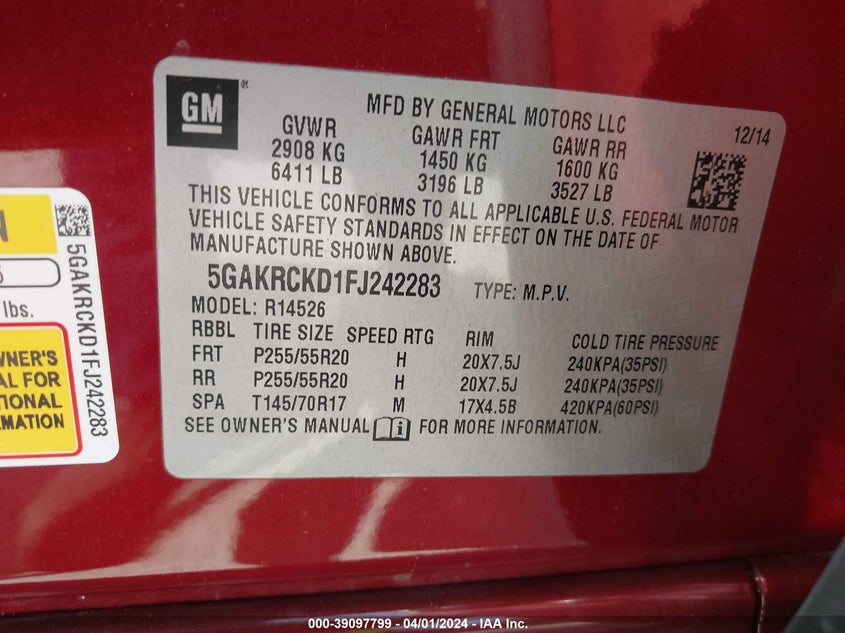 GM ®
MFD BY GENERAL MOTORS LLC
12/14
GVWR GAWR FRT GAWR RR
2908 KG 1450 KG 1600 KG
6411 LB 3196 LB 3527 LB
THIS VEHICLE CONFORMS TO ALL APPLICABLE U.S. FEDERAL MOTOR
VEHICLE SAFETY STANDARDS IN EFFECT ON THE DATE OF
MANUFACTURE SHOWN ABOVE.
5GAKRCKD1FJ242283 TYPE: M.P.V.
MODEL: R14526
RBBL TIRE SIZE SPEED RTG RIM COLD TIRE PRESSURE
FRT P255/55R20 H 20X7.5J 240KPA(35PSI)
RR P255/55R20 H 20X7.5J 240KPA(35PSI)
SPA T145/70R17 M 17X4.5B 420KPA(60PSI)
SEE OWNER'S MANUAL i FOR MORE INFORMATION.
lbs.
5GAKRCKD1FJ242283
FOR
000-39097799 - 04/01/2024 - IAA Inc.